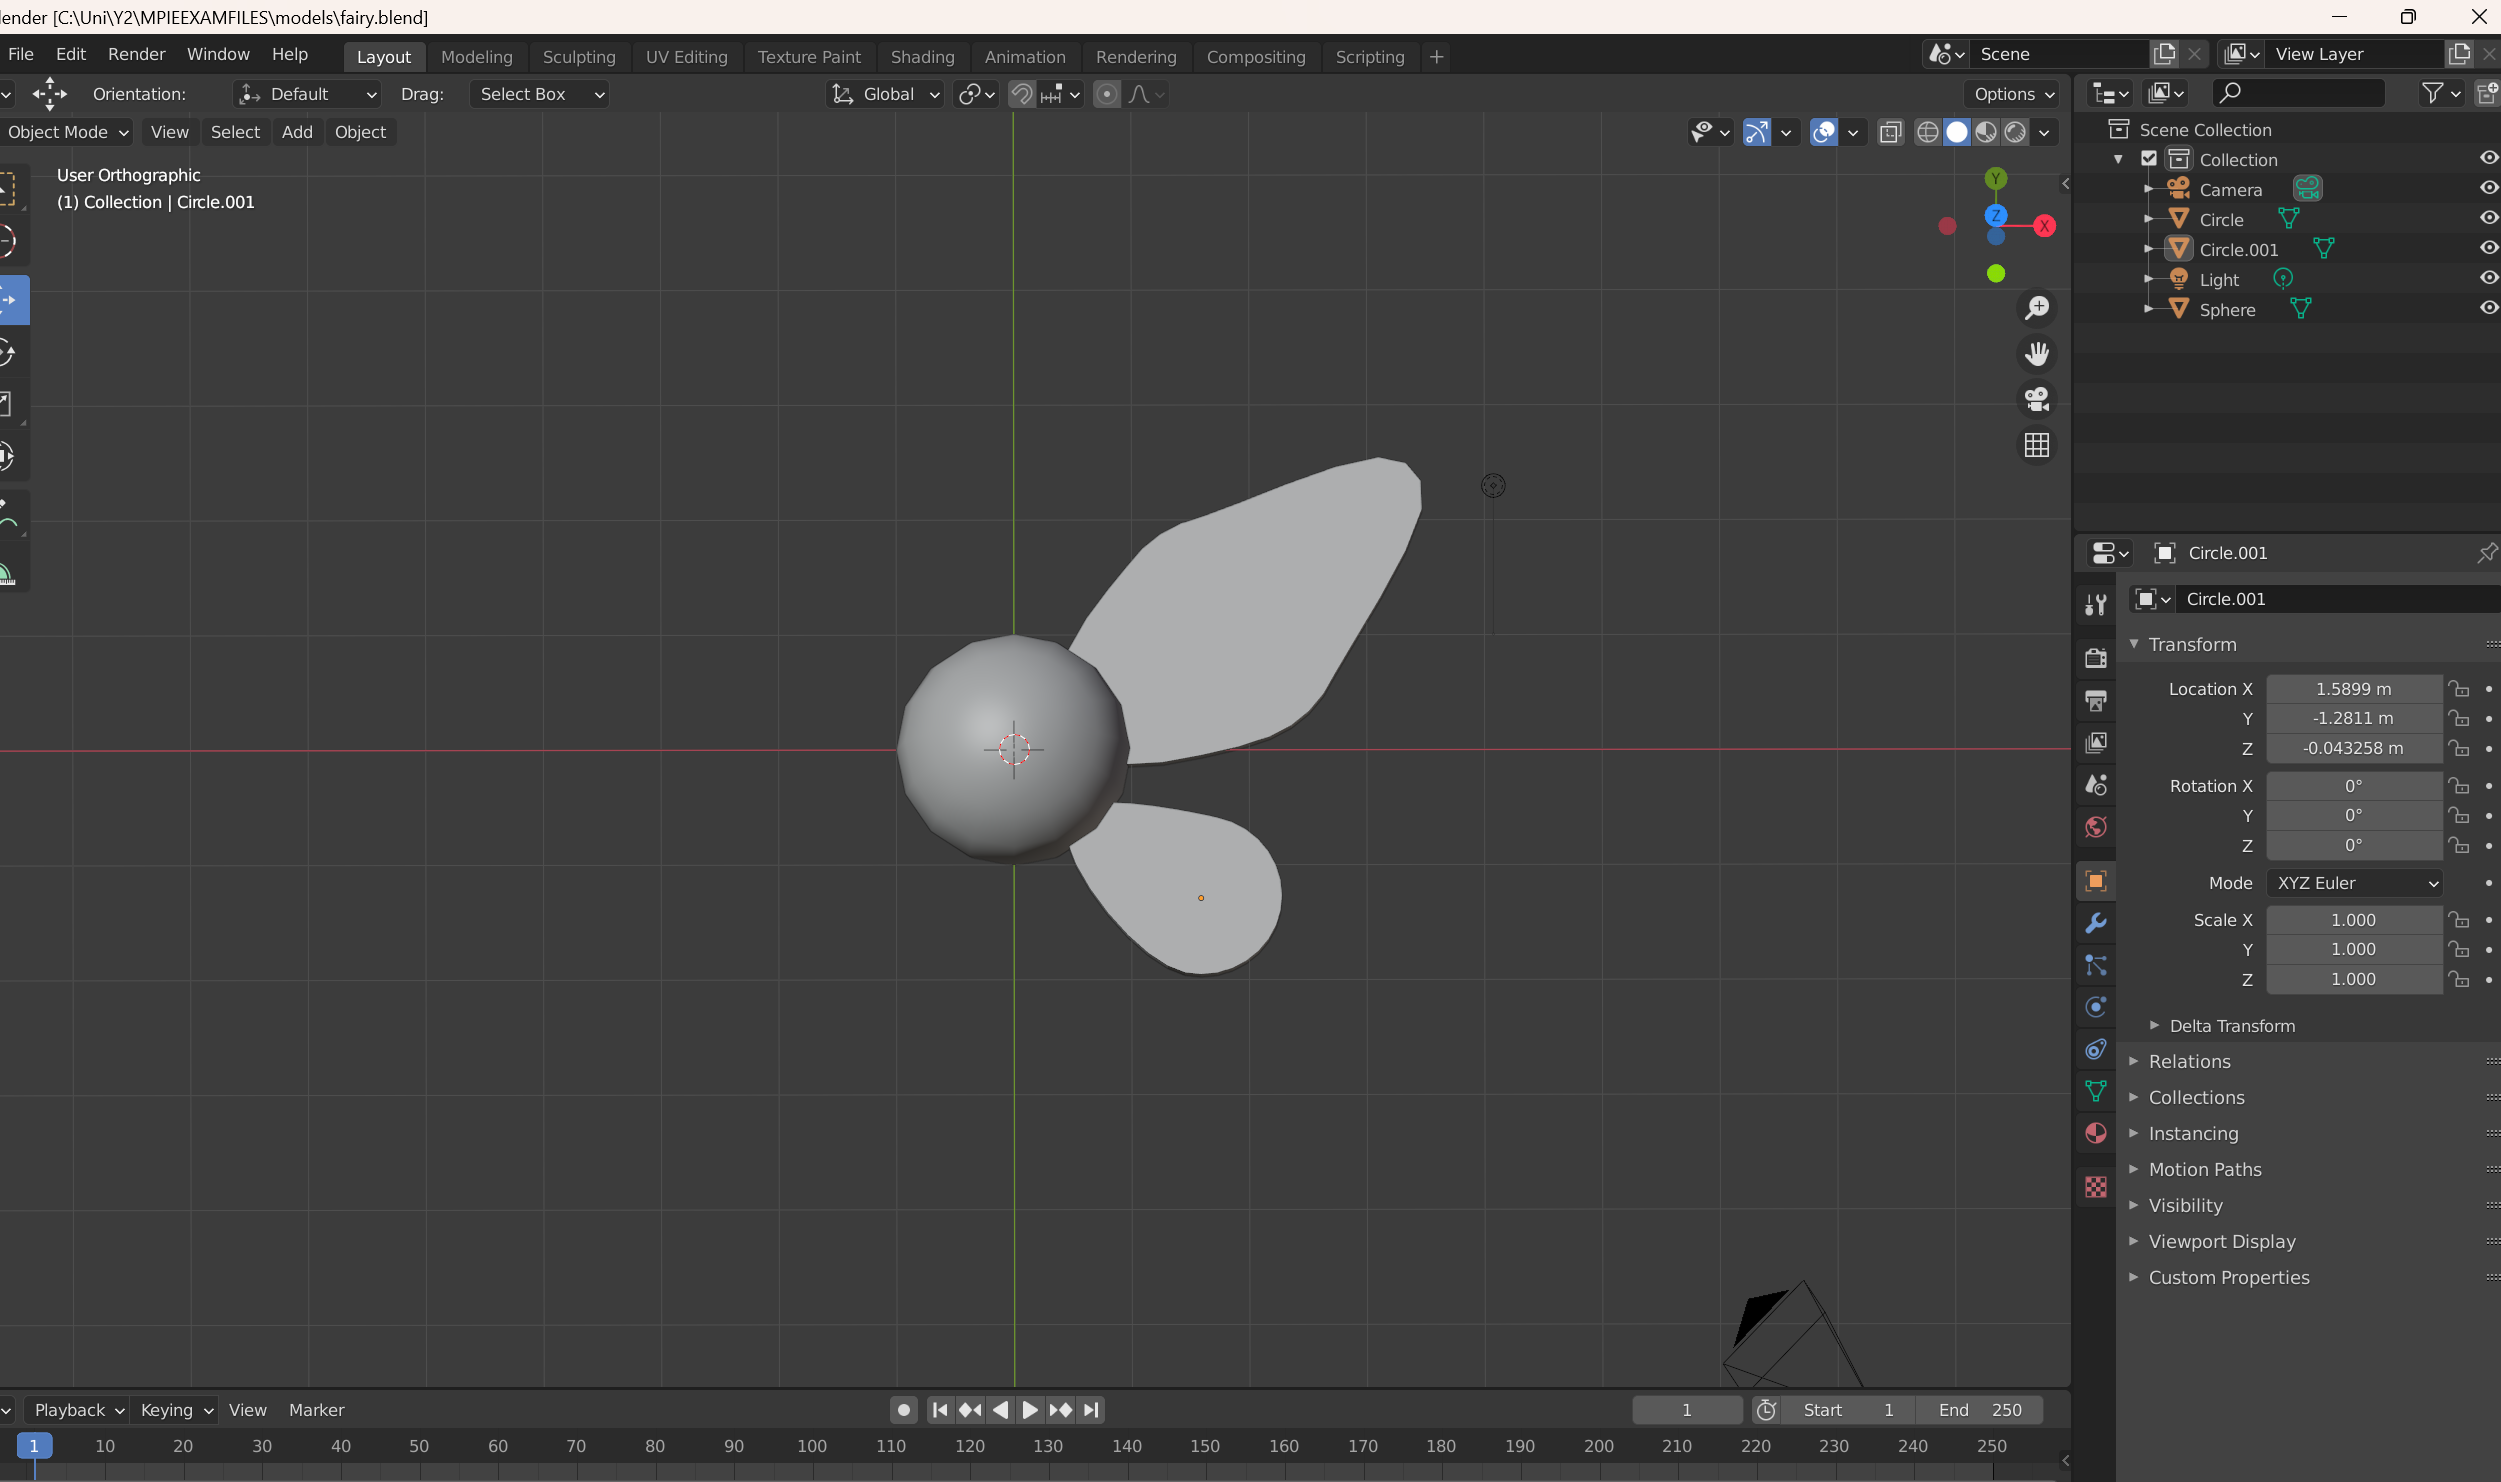 ender [C:\Uni\Y2\MPIEEXAMFILES\models\fairy.blend]
File Edit Render Window Help Layout Modeling Sculpting UV Editing Texture Paint Shading Animation Rendering Compositing Scripting + Scene View Layer
Orientation: Default Drag: Select Box Global Options
Object Mode View Select Add Object
User Orthographic
(1) Collection | Circle.001
Y
Z
X
Scene Collection
Collection
Camera
Circle
Circle.001
Light
Sphere
Circle.001
Circle.001
Transform
Location X 1.5899 m
Y -1.2811 m
Z -0.043258 m
Rotation X 0°
Y 0°
Z 0°
Mode XYZ Euler
Scale X 1.000
Y 1.000
Z 1.000
Delta Transform
Relations
Collections
Instancing
Motion Paths
Visibility
Viewport Display
Custom Properties
Playback Keying View Marker 1 Start 1 End 250
1 10 20 30 40 50 60 70 80 90 100 110 120 130 140 150 160 170 180 190 200 210 220 230 240 250